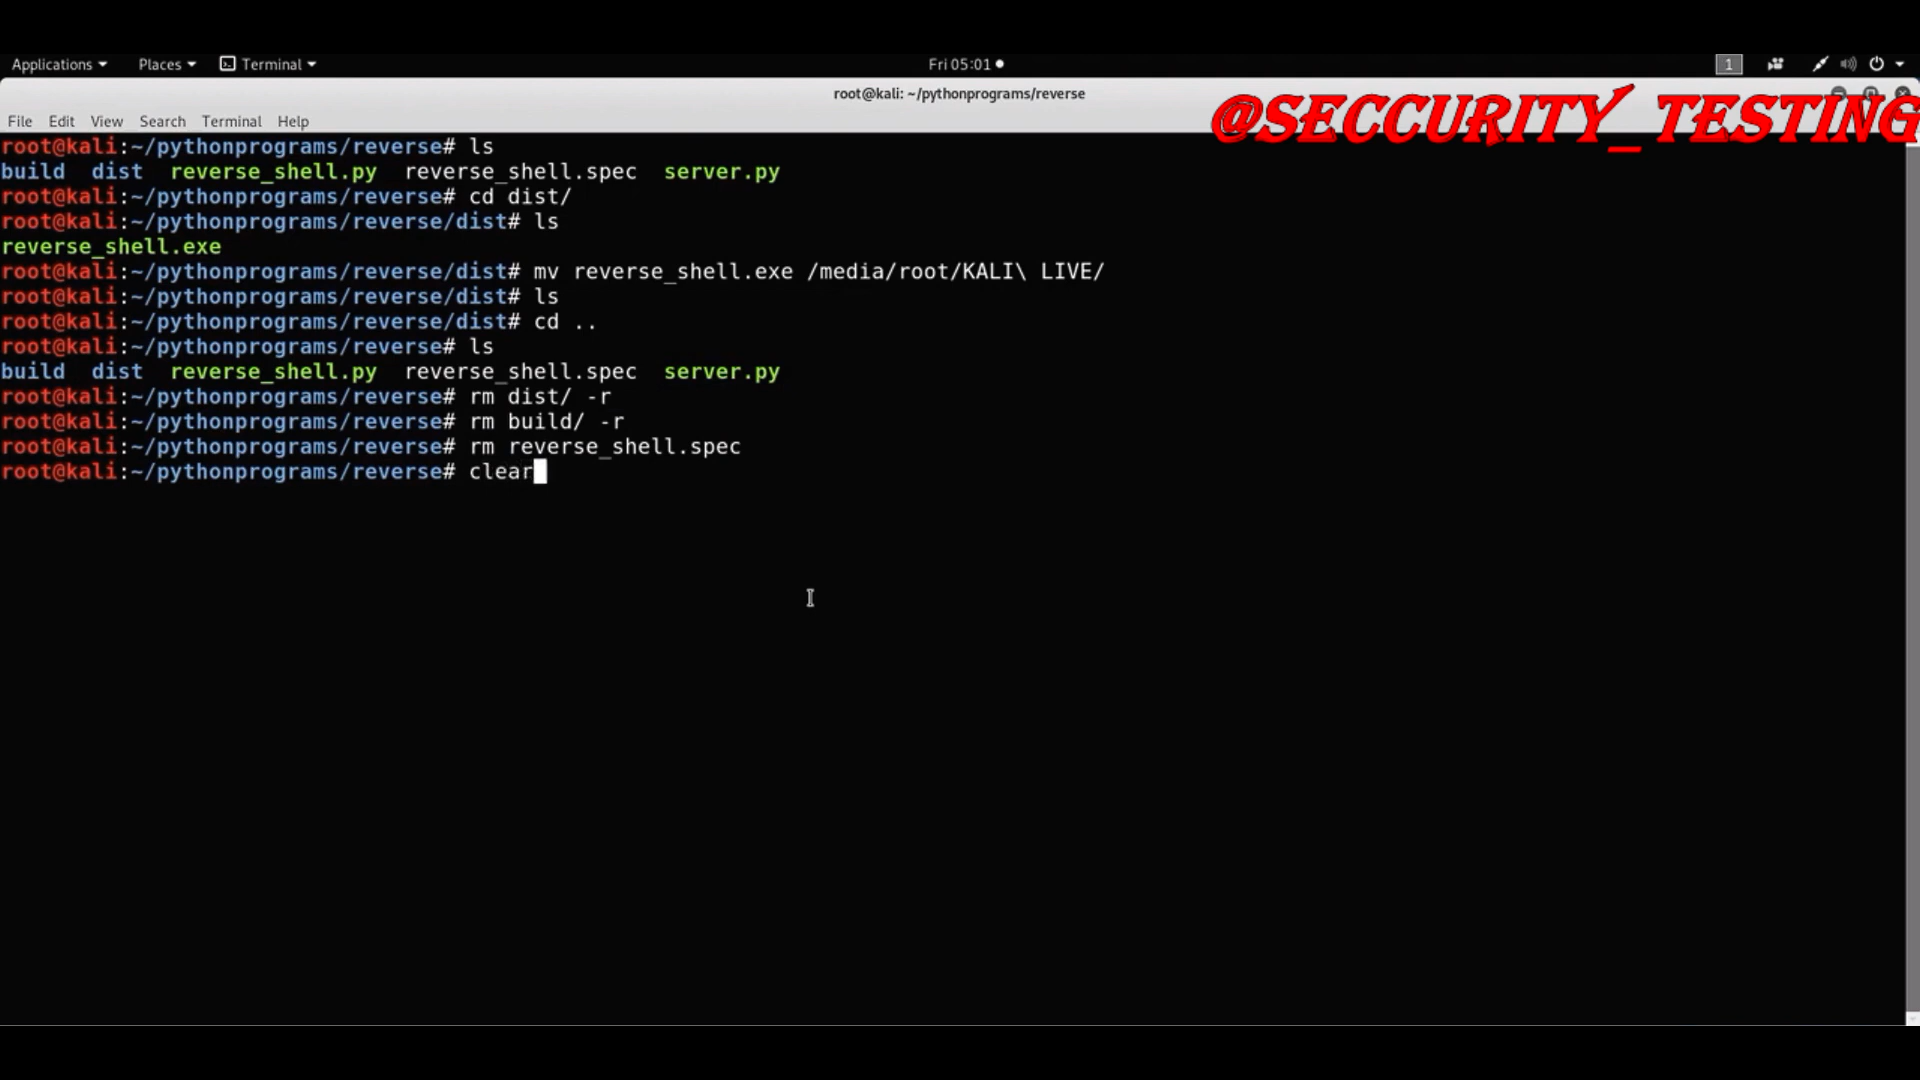 Applications Places Terminal Fri 05:01 1
root@kali: ~/pythonprograms/reverse
@SECCURITY_TESTING
File Edit View Search Terminal Help
root@kali:~/pythonprograms/reverse# ls
build dist reverse_shell.py reverse_shell.spec server.py
root@kali:~/pythonprograms/reverse# cd dist/
root@kali:~/pythonprograms/reverse/dist# ls
reverse_shell.exe
root@kali:~/pythonprograms/reverse/dist# mv reverse_shell.exe /media/root/KALI\ LIVE/
root@kali:~/pythonprograms/reverse/dist# ls
root@kali:~/pythonprograms/reverse/dist# cd ..
root@kali:~/pythonprograms/reverse# ls
build dist reverse_shell.py reverse_shell.spec server.py
root@kali:~/pythonprograms/reverse# rm dist/ -r
root@kali:~/pythonprograms/reverse# rm build/ -r
root@kali:~/pythonprograms/reverse# rm reverse_shell.spec
root@kali:~/pythonprograms/reverse# clear